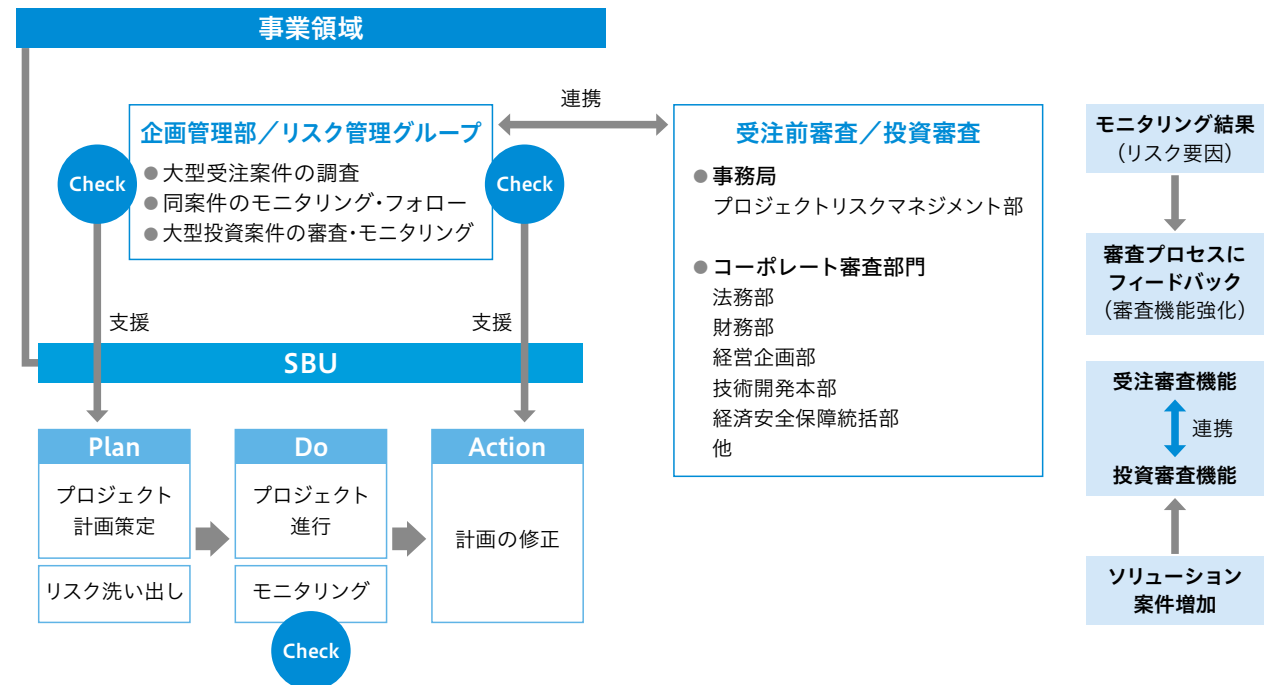 事業領域
連携
企画管理部／リスク管理グループ
Check
●大型受注案件の調査
●同案件のモニタリング・フォロー
●大型投資案件の審査・モニタリング
Check
支援
支援
SBU
Plan
プロジェクト
計画策定
リスク洗い出し
Do
プロジェクト
進行
モニタリング
Check
Action
計画の修正
受注前審査／投資審査
●事務局
プロジェクトリスクマネジメント部
●コーポレート審査部門
法務部
財務部
経営企画部
技術開発本部
経済安全保障統括部
他
モニタリング結果
（リスク要因）
審査プロセスに
フィードバック
（審査機能強化）
受注審査機能
連携
投資審査機能
ソリューション
案件増加